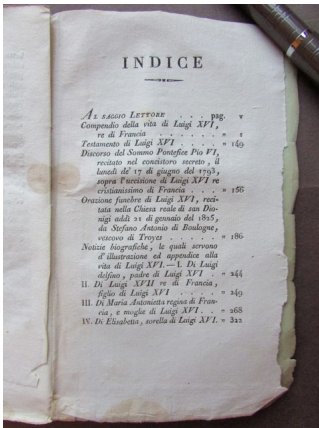 INDICE
AL SAGGIO LETTORE . . . . pag. v
Compendio della vita di Luigi XVI,
re di Francia . . . . . . . » 1
Testamento di Luigi XVI . . . . . » 149
Discorso del Sommo Pontefice Pio VI,
recitato nel concistoro secreto, il
lunedì de' 17 di giugno del 1793,
sopra l'uccisione di Luigi XVI re
cristianissimo di Francia . . . » 156
Orazione funebre di Luigi XVI, reci-
tata nella Chiesa reale di san Dio-
nigi addì 21 di gennajo del 1825,
da Stefano Antonio di Boulogne,
vescovo di Troyes . . . . . » 186
Notizie biografiche, le quali servono
d'illustrazione ed appendice alla
vita di Luigi XVI. — I. Di Luigi
delfino, padre di Luigi XVI . . » 244
II. Di Luigi XVII re di Francia,
figlio di Luigi XVI . . . . » 249
III. Di Maria Antonietta regina di Fran-
cia, e moglie di Luigi XVI . . » 268
IV. Di Elisabetta, sorella di Luigi XVI. » 322